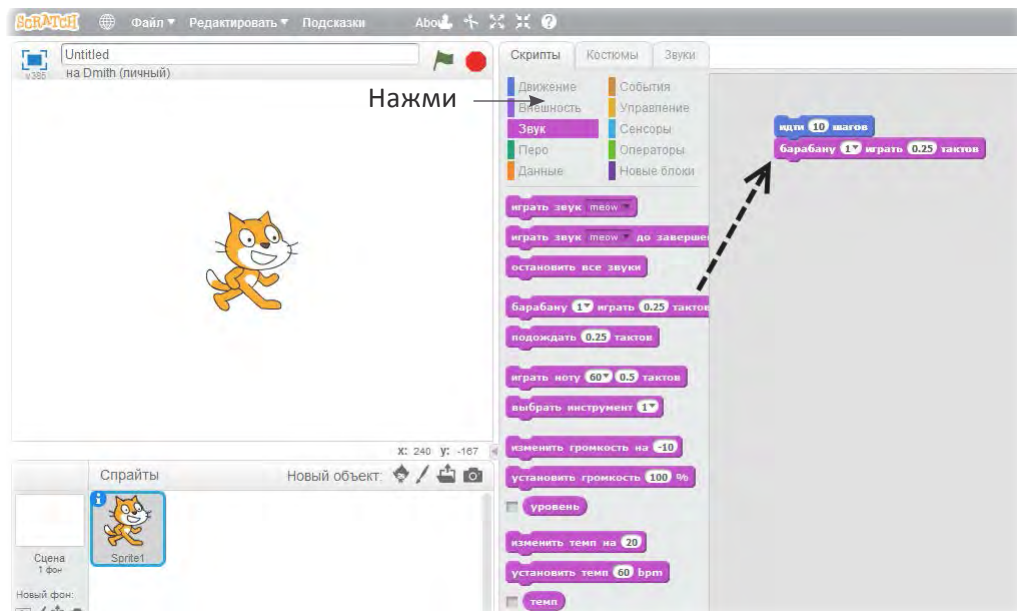 SCRATCH Файл Редактировать Подсказки
Untitled
v385 на Dmith (личный)
Нажми
Скрипты Костюмы Звуки
Движение События
Внешность Управление
Звук Сенсоры
Перо Операторы
Данные Новые блоки
играть звук meow
играть звук meow до заверше
остановить все звуки
барабану 1 играть 0.25 тактов
подождать 0.25 тактов
играть ноту 60 0.5 тактов
выбрать инструмент 1
изменить громкость на -10
установить громкость 100 %
уровень
изменить темп на 20
установить темп 60 bpm
темп
идти 10 шагов
барабану 1 играть 0.25 тактов
x: 240 y: -167
Спрайты Новый объект:
Сцена
1 фон
Sprite1
Новый фон: